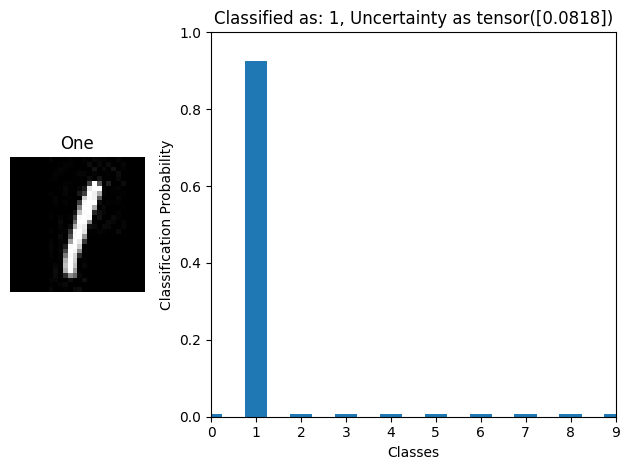 Classified as: 1, Uncertainty as tensor([0.0818])
One
Classification Probability
1.0
0.8
0.6
0.4
0.2
0.0
0 1 2 3 4 5 6 7 8 9
Classes